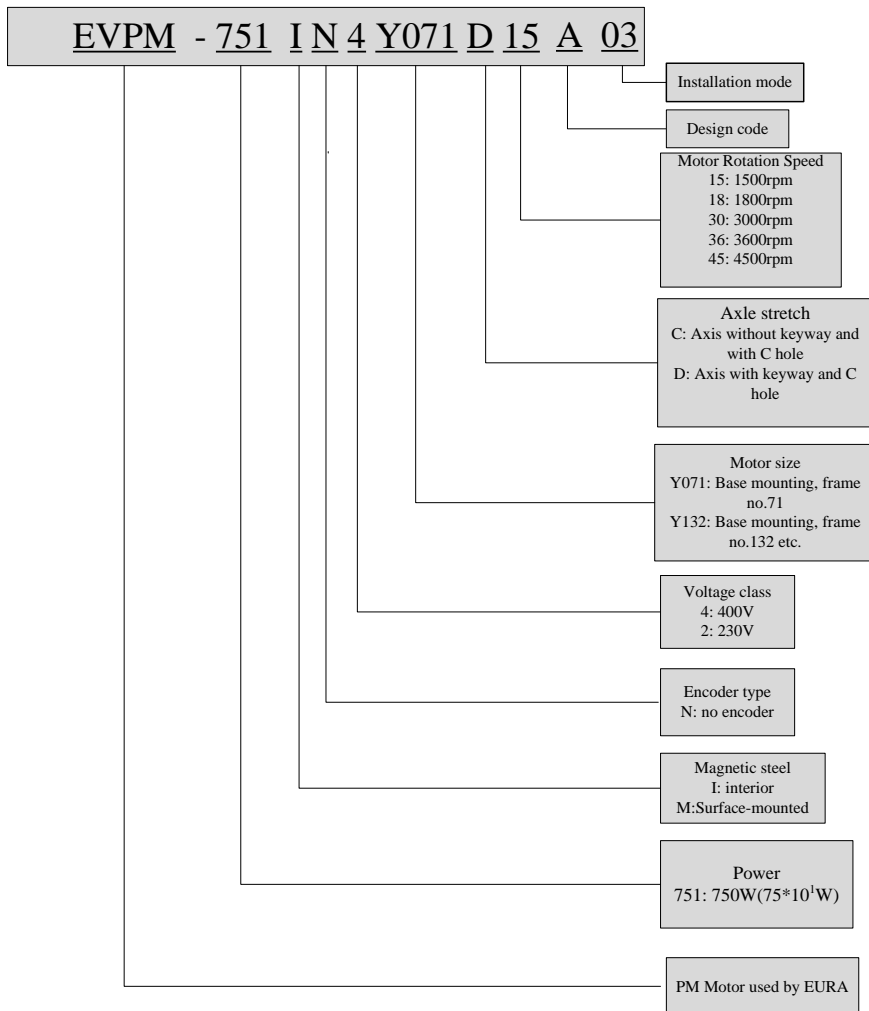 EVPM - 751 I N 4 Y071 D 15 A 03
Installation mode
Design code
Motor Rotation Speed
15: 1500rpm
18: 1800rpm
30: 3000rpm
36: 3600rpm
45: 4500rpm
Axle stretch
C: Axis without keyway and
with C hole
D: Axis with keyway and C
hole
Motor size
Y071: Base mounting, frame
no.71
Y132: Base mounting, frame
no.132 etc.
Voltage class
4: 400V
2: 230V
Encoder type
N: no encoder
Magnetic steel
I: interior
M:Surface-mounted
Power
751: 750W(75*10¹W)
PM Motor used by EURA